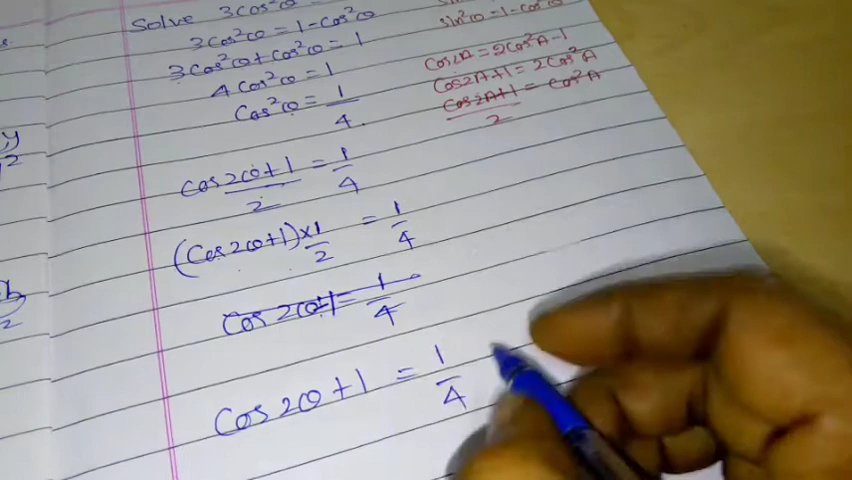 Solve 3cos²θ =
3cos²θ = 1-cos²θ
3cos²θ + cos²θ = 1
4cos²θ = 1
cos²θ = 1/4
(cos2θ+1)/2 = 1/4
(cos2θ+1)×1/2 = 1/4
cos2θ+1 = 1/4
cos2θ+1 = 1/4
sin²θ = 1-cos²θ
cos2A = 2cos²A-1
cos2A+1 = 2cos²A
(cos2A+1)/2 = cos²A